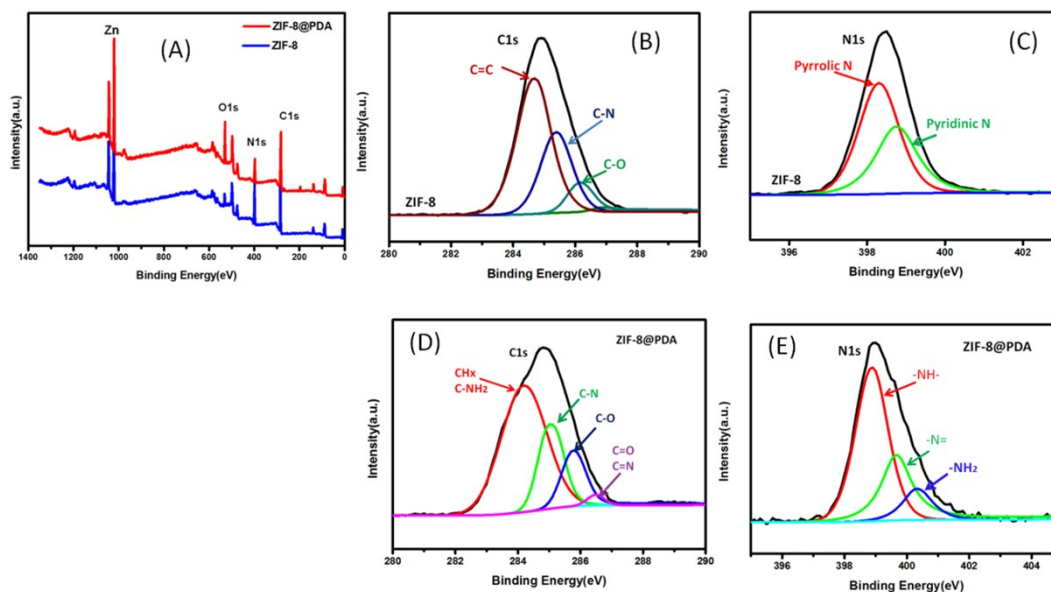 (A)
ZIF-8@PDA
ZIF-8
Zn
O1s
N1s
C1s
intensity(a.u.)
1400 1200 1000 800 600 400 200 0
Binding Energy(eV)
(B)
C1s
C=C
C-N
C-O
ZIF-8
Intensity(a.u.)
280 282 284 286 288 290
Binding Energy(eV)
(C)
N1s
Pyrrolic N
Pyridinic N
ZIF-8
Intensity(a.u.)
396 398 400 402
Binding Energy(eV)
(D)
ZIF-8@PDA
C1s
CHx
C-NH2
C-N
C-O
C=O
C=N
Intensity(a.u.)
280 282 284 286 288 290
Binding Energy(eV)
(E)
N1s
ZIF-8@PDA
-NH-
-N=
-NH2
Intensity(a.u.)
396 398 400 402 404
Binding Energy(eV)